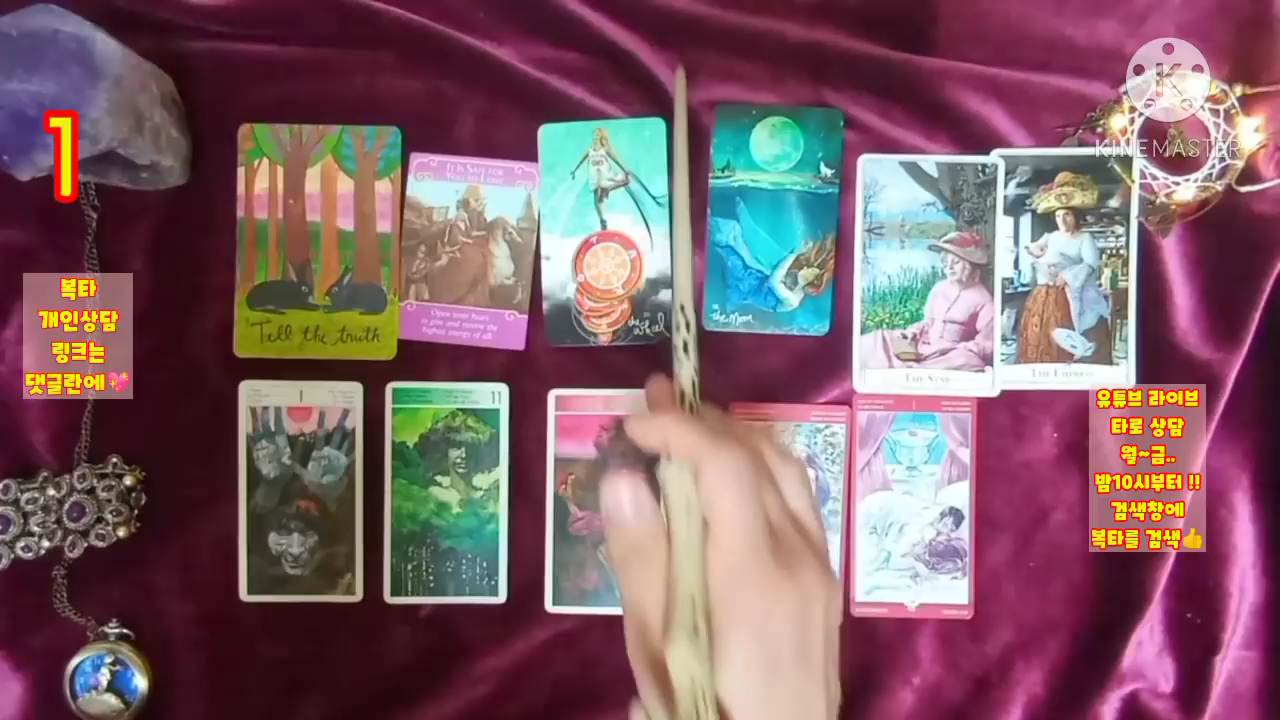 1
복타
개인상담
링크는
댓글란에💖
Tell the truth
IT IS SAFE FOR
YOU TO LOVE
Open your heart
to give and receive the
highest energy of all.
the Wheel
the Moon
THE STAR
THE EMPRESS
K
KINEMASTER
I
11
유튜브 라이브
타로 상담
월~금..
밤10시부터 !!
검색창에
복타를 검색👍